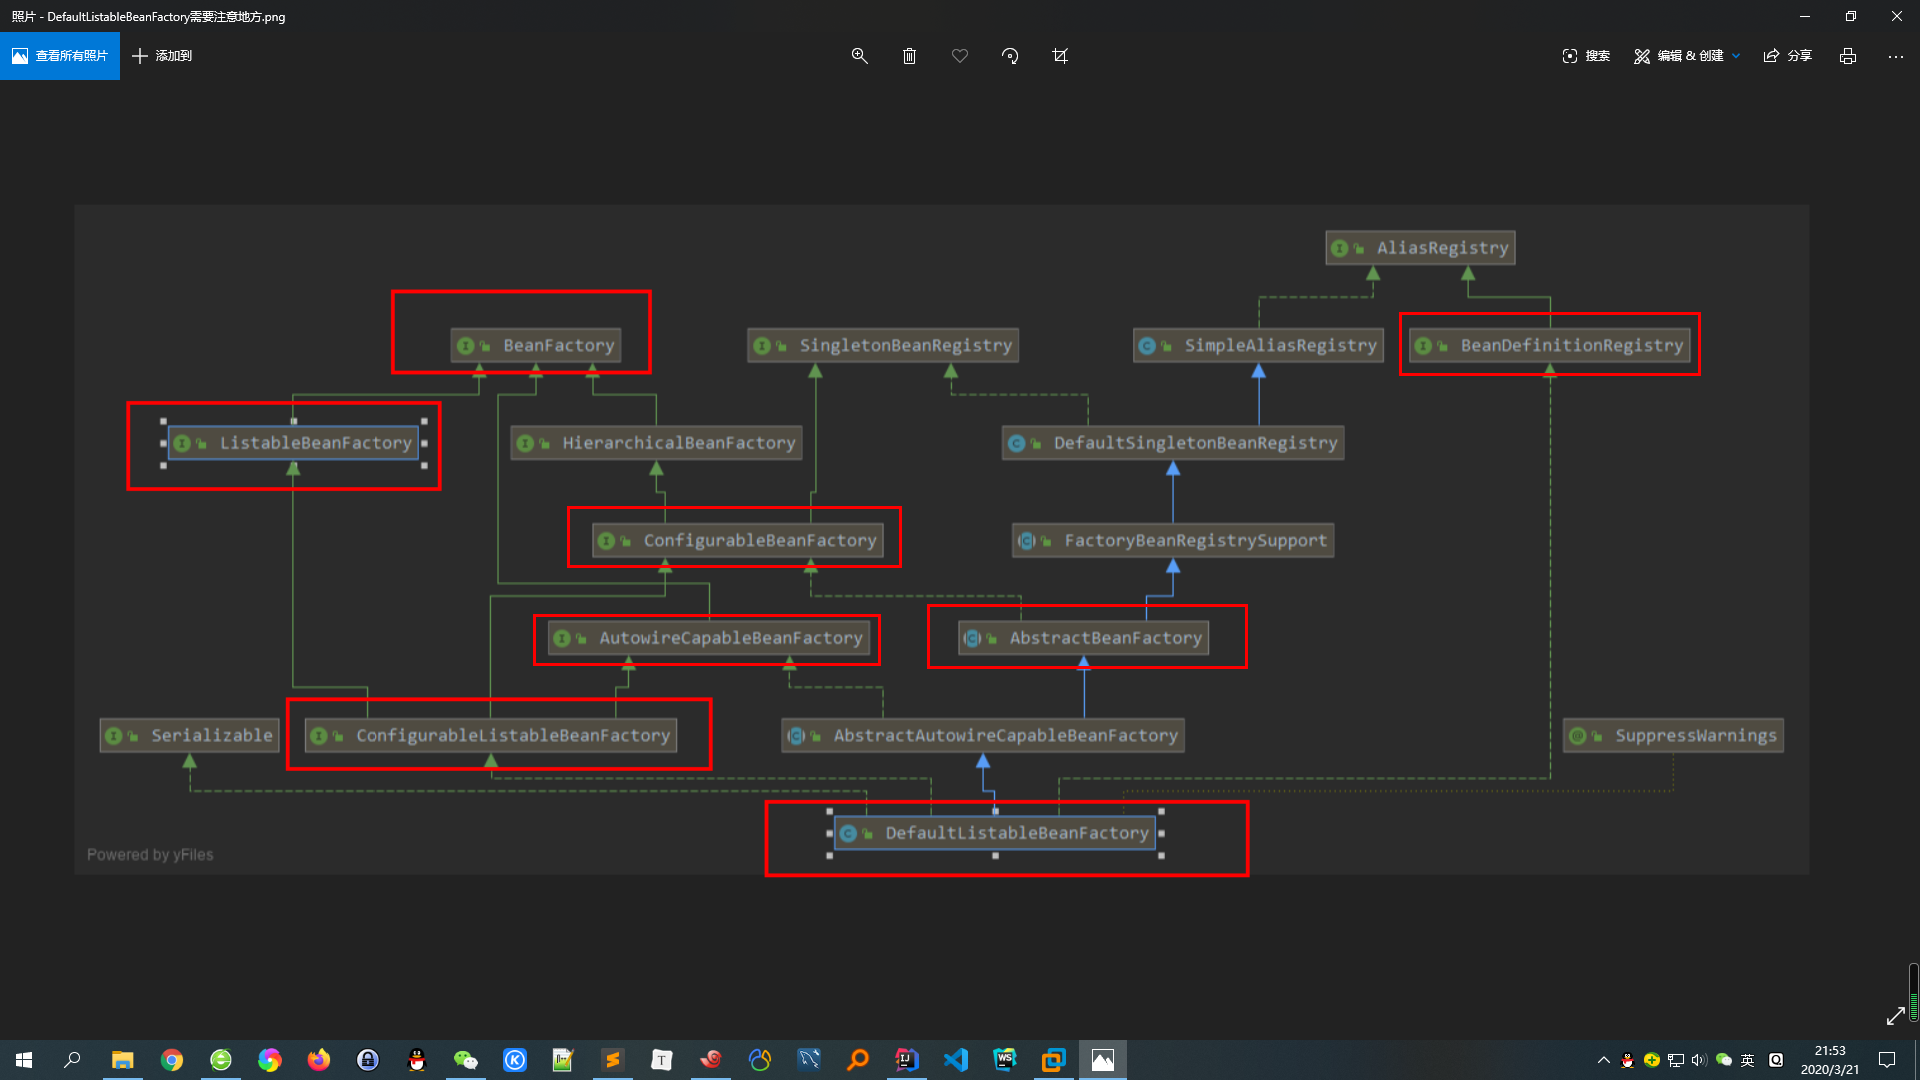 照片 - DefaultListableBeanFactory需要注意地方.png
查看所有照片
添加到
搜索
编辑 & 创建
分享
AliasRegistry
BeanFactory
SingletonBeanRegistry
SimpleAliasRegistry
BeanDefinitionRegistry
ListableBeanFactory
HierarchicalBeanFactory
DefaultSingletonBeanRegistry
ConfigurableBeanFactory
FactoryBeanRegistrySupport
AutowireCapableBeanFactory
AbstractBeanFactory
Serializable
ConfigurableListableBeanFactory
AbstractAutowireCapableBeanFactory
SuppressWarnings
DefaultListableBeanFactory
Powered by yFiles
英
21:53
2020/3/21